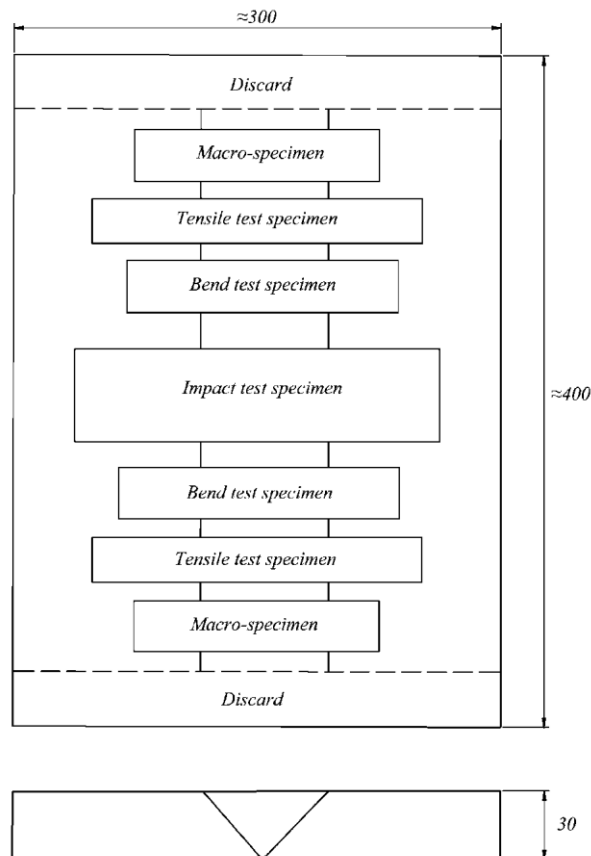 ≈300
Discard
Macro-specimen
Tensile test specimen
Bend test specimen
Impact test specimen
≈400
Bend test specimen
Tensile test specimen
Macro-specimen
Discard
30